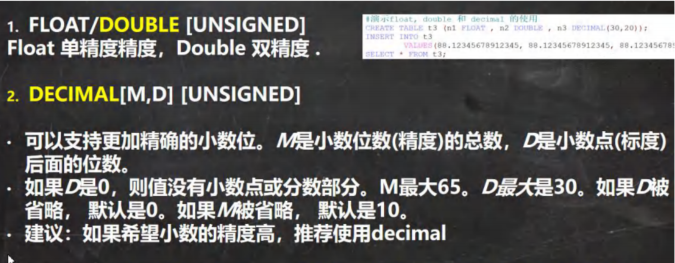 1. FLOAT/DOUBLE [UNSIGNED]
Float 单精度精度，Double 双精度 .
#演示float, double 和 decimal 的使用
CREATE TABLE t3 (n1 FLOAT , n2 DOUBLE , n3 DECIMAL(30,20));
INSERT INTO t3
VALUES(88.12345678912345, 88.12345678912345, 88.1234567891
SELECT * FROM t3;
2. DECIMAL[M,D] [UNSIGNED]
· 可以支持更加精确的小数位。M是小数位数(精度)的总数，D是小数点(标度)
后面的位数。
· 如果D是0，则值没有小数点或分数部分。M最大65。D最大是30。如果D被
省略， 默认是0。如果M被省略， 默认是10。
· 建议：如果希望小数的精度高，推荐使用decimal